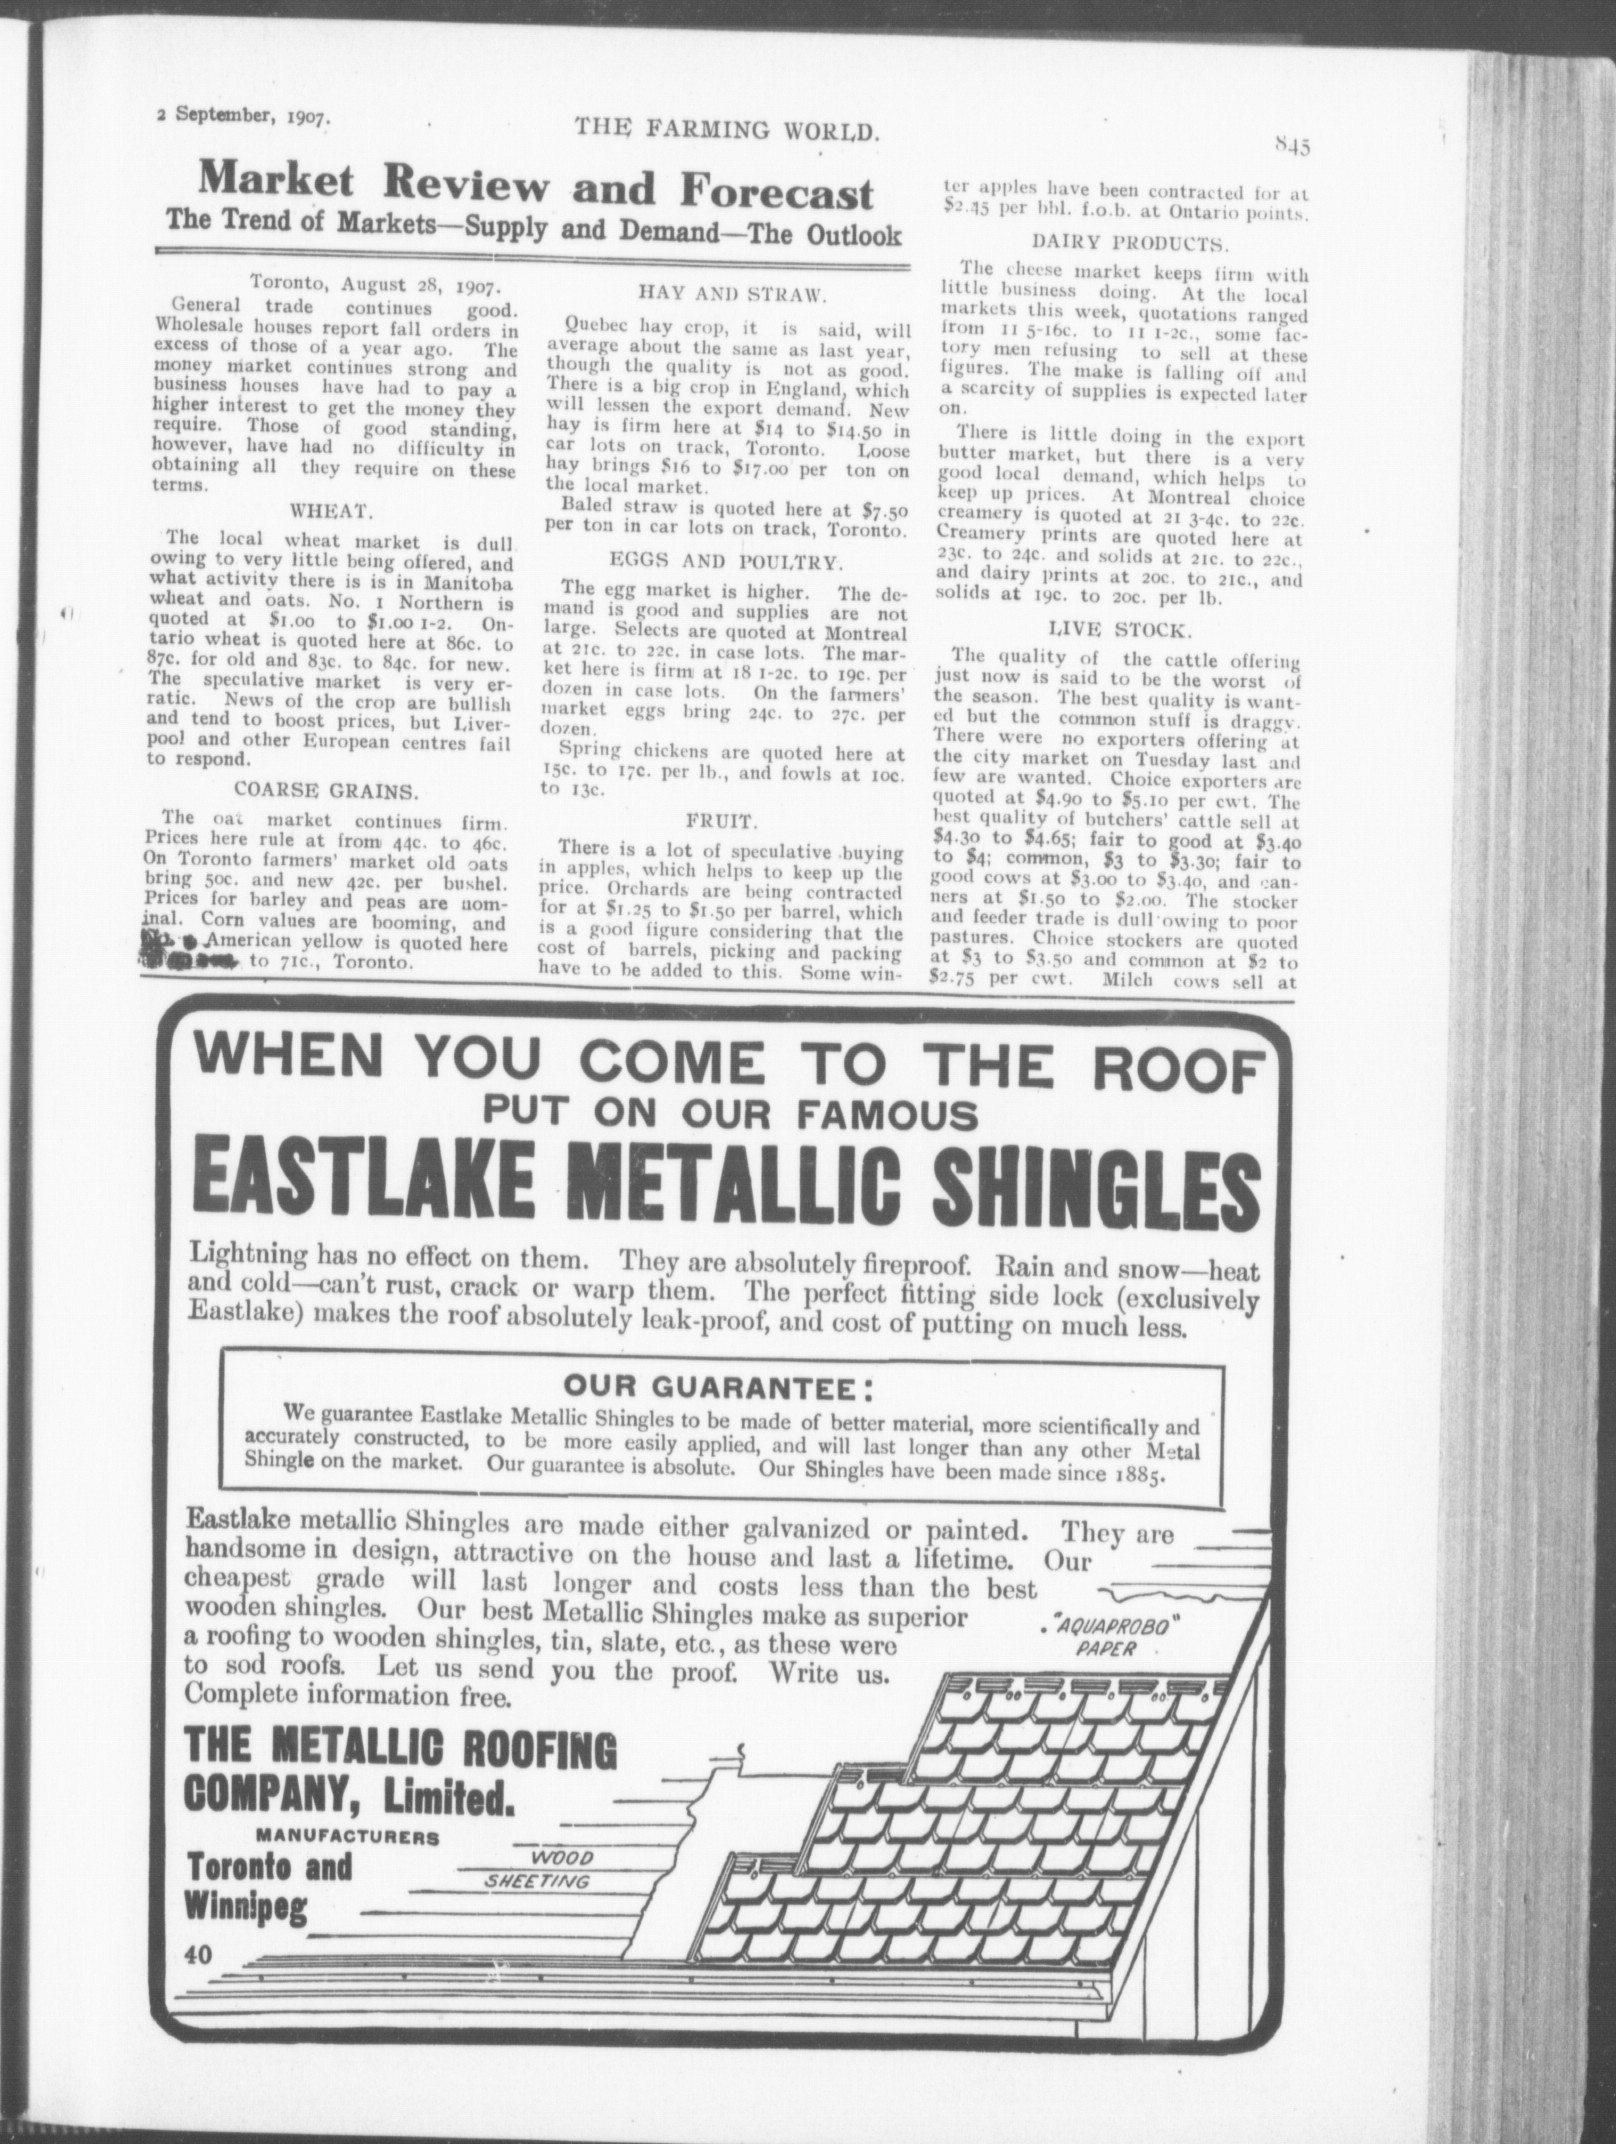 2 September, 1907.
THE FARMING WORLD.
845
Market Review and Forecast
The Trend of Markets—Supply and Demand—The Outlook
Toronto, August 28, 1907.
General trade continues good.
Wholesale houses report fall orders in
excess of those of a year ago. The
money market continues strong and
business houses have had to pay a
higher interest to get the money they
require. Those of good standing,
however, have had no difficulty in
obtaining all they require on these
terms.
WHEAT.
The local wheat market is dull
owing to very little being offered, and
what activity there is is in Manitoba
wheat and oats. No. 1 Northern is
quoted at $1.00 to $1.00 1-2. On-
tario wheat is quoted here at 86c. to
87c. for old and 83c. to 84c. for new.
The speculative market is very er-
ratic. News of the crop are bullish
and tend to boost prices, but Liver-
pool and other European centres fail
to respond.
COARSE GRAINS.
The oat market continues firm.
Prices here rule at from 44c. to 46c.
On Toronto farmers' market old oats
bring 50c. and new 42c. per bushel.
Prices for barley and peas are nom-
inal. Corn values are booming, and
American yellow is quoted here
to 71c., Toronto.
HAY AND STRAW.
Quebec hay crop, it is said, will
average about the same as last year,
though the quality is not as good.
There is a big crop in England, which
will lessen the export demand. New
hay is firm here at $14 to $14.50 in
car lots on track, Toronto. Loose
hay brings $16 to $17.00 per ton on
the local market.
Baled straw is quoted here at $7.50
per ton in car lots on track, Toronto.
EGGS AND POULTRY.
The egg market is higher. The de-
mand is good and supplies are not
large. Selects are quoted at Montreal
at 21c. to 22c. in case lots. The mar-
ket here is firm at 18 1-2c. to 19c. per
dozen in case lots. On the farmers'
market eggs bring 24c. to 27c. per
dozen.
Spring chickens are quoted here at
15c. to 17c. per lb., and fowls at 10c.
to 13c.
FRUIT.
There is a lot of speculative buying
in apples, which helps to keep up the
price. Orchards are being contracted
for at $1.25 to $1.50 per barrel, which
is a good figure considering that the
cost of barrels, picking and packing
have to be added to this. Some win-
ter apples have been contracted for at
$2.45 per bbl. f.o.b. at Ontario points.
DAIRY PRODUCTS.
The cheese market keeps firm with
little business doing. At the local
markets this week, quotations ranged
from 11 5-16c. to 11 1-2c., some fac-
tory men refusing to sell at these
figures. The make is falling off and
a scarcity of supplies is expected later
on.
There is little doing in the export
butter market, but there is a very
good local demand, which helps to
keep up prices. At Montreal choice
creamery is quoted at 21 3-4c. to 22c.
Creamery prints are quoted here at
23c. to 24c. and solids at 21c. to 22c.,
and dairy prints at 20c. to 21c., and
solids at 19c. to 20c. per lb.
LIVE STOCK.
The quality of the cattle offering
just now is said to be the worst of
the season. The best quality is want-
ed but the common stuff is draggy.
There were no exporters offering at
the city market on Tuesday last and
few are wanted. Choice exporters are
quoted at $4.90 to $5.10 per cwt. The
best quality of butchers' cattle sell at
$4.30 to $4.65; fair to good at $3.40
to $4; common, $3 to $3.30; fair to
good cows at $3.00 to $3.40, and can-
ners at $1.50 to $2.00. The stocker
and feeder trade is dull owing to poor
pastures. Choice stockers are quoted
at $3 to $3.50 and common at $2 to
$2.75 per cwt. Milch cows sell at
WHEN YOU COME TO THE ROOF
PUT ON OUR FAMOUS
EASTLAKE METALLIC SHINGLES
Lightning has no effect on them. They are absolutely fireproof. Rain and snow—heat
and cold—can't rust, crack or warp them. The perfect fitting side lock (exclusively
Eastlake) makes the roof absolutely leak-proof, and cost of putting on much less.
OUR GUARANTEE:
We guarantee Eastlake Metallic Shingles to be made of better material, more scientifically and
accurately constructed, to be more easily applied, and will last longer than any other Metal
Shingle on the market. Our guarantee is absolute. Our Shingles have been made since 1885.
Eastlake metallic Shingles are made either galvanized or painted. They are
handsome in design, attractive on the house and last a lifetime. Our
cheapest grade will last longer and costs less than the best
wooden shingles. Our best Metallic Shingles make as superior
a roofing to wooden shingles, tin, slate, etc., as these were
to sod roofs. Let us send you the proof. Write us.
Complete information free.
"AQUAPROBO"
PAPER
THE METALLIC ROOFING
COMPANY, Limited.
MANUFACTURERS
Toronto and
Winnipeg
WOOD
SHEETING
40